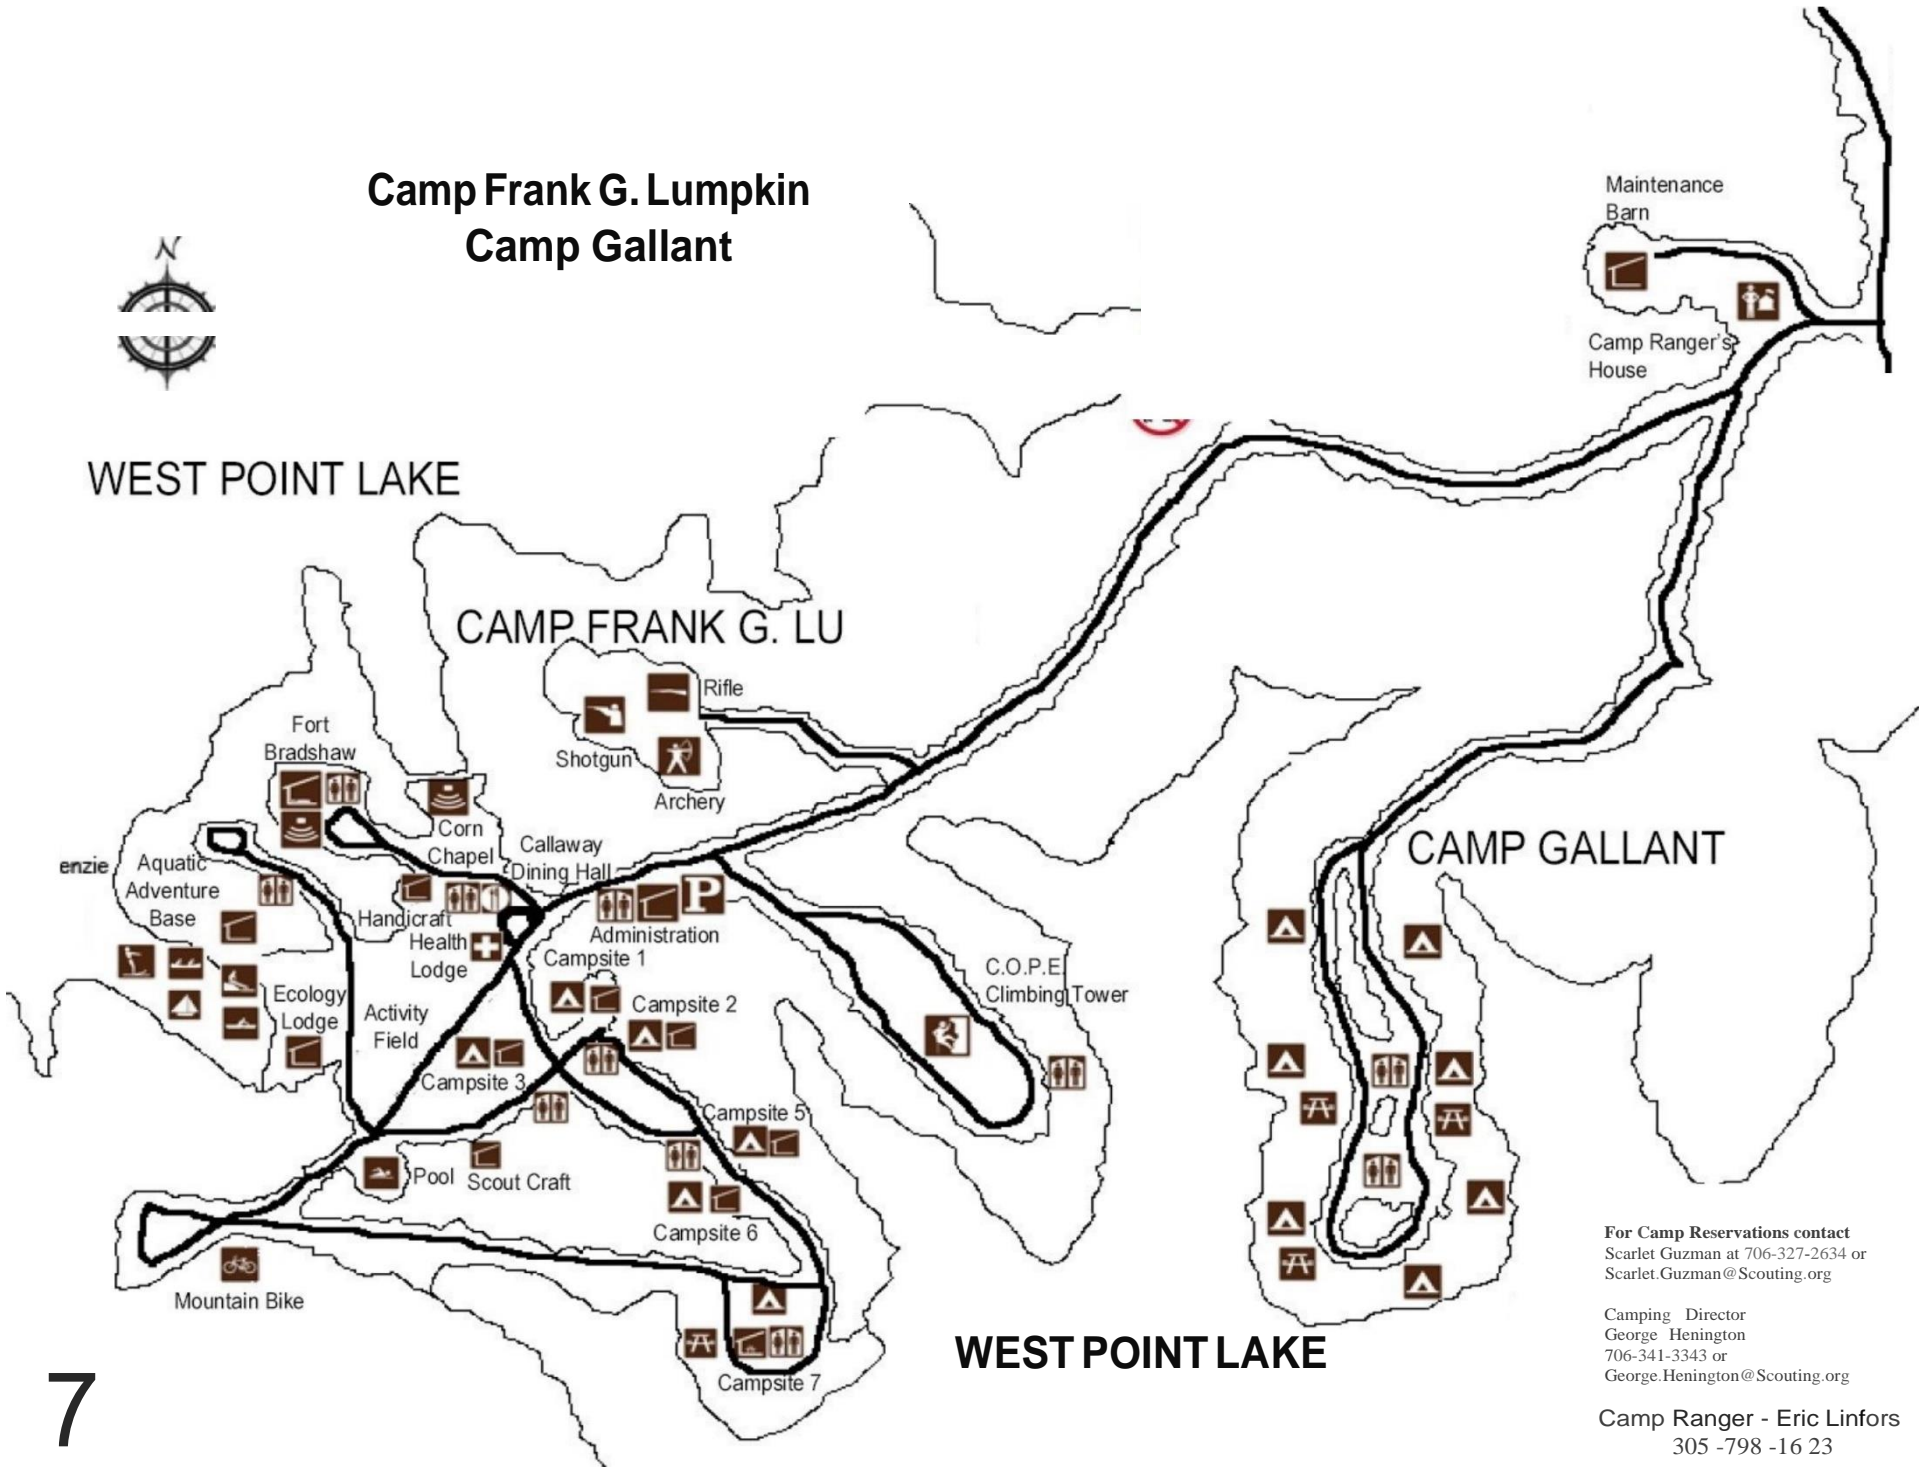 Camp Frank G. Lumpkin
Camp Gallant
N
Maintenance
Barn
Camp Ranger's
House
WEST POINT LAKE
CAMP FRANK G. LU
Rifle
Shotgun
Archery
Fort
Bradshaw
Corn
Chapel
Callaway
Dining Hall
enzie
Aquatic
Adventure
Base
Handicraft
Health
Lodge
P
Administration
Campsite 1
Campsite 2
C.O.P.E.
Climbing Tower
CAMP GALLANT
Ecology
Lodge
Activity
Field
Campsite 3
Campsite 5
Pool
Scout Craft
Campsite 6
Mountain Bike
Campsite 7
WEST POINT LAKE
For Camp Reservations contact
Scarlet Guzman at 706-327-2634 or
Scarlet.Guzman@Scouting.org
Camping Director
George Henington
706-341-3343 or
George.Henington@Scouting.org
Camp Ranger - Eric Linfors
305 -798 -16 23
7